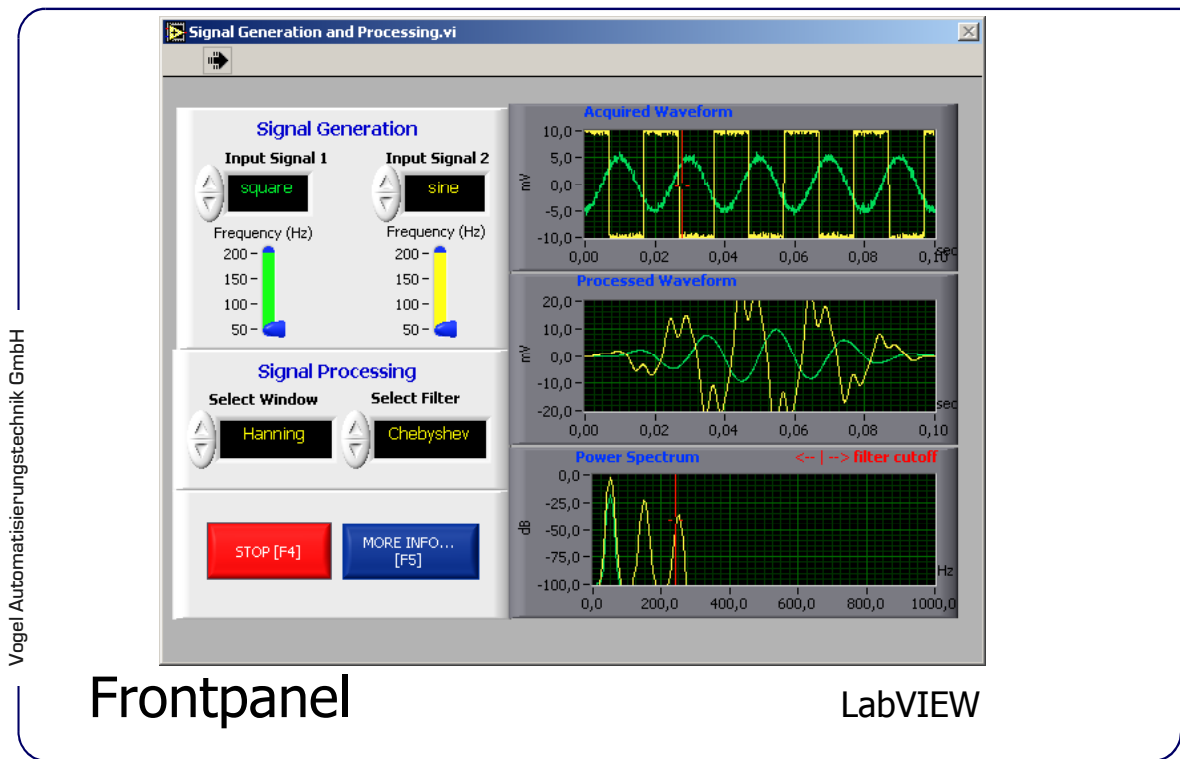 Signal Generation and Processing.vi
Signal Generation
Input Signal 1
Input Signal 2
square
sine
Frequency (Hz)
Frequency (Hz)
200
150
100
50
200
150
100
50
Signal Processing
Select Window
Select Filter
Hanning
Chebyshev
STOP [F4]
MORE INFO...
[F5]
Acquired Waveform
mV
10,0
5,0
0,0
-5,0
-10,0
0,00 0,02 0,04 0,06 0,08 0,10
sec
Processed Waveform
mV
20,0
10,0
0,0
-10,0
-20,0
sec
0,00 0,02 0,04 0,06 0,08 0,10
Power Spectrum
<-- | --> filter cutoff
dB
0,0
-25,0
-50,0
-75,0
-100,0
Hz
0,0 200,0 400,0 600,0 800,0 1000,0
Vogel Automatisierungstechnik GmbH
Frontpanel
LabVIEW